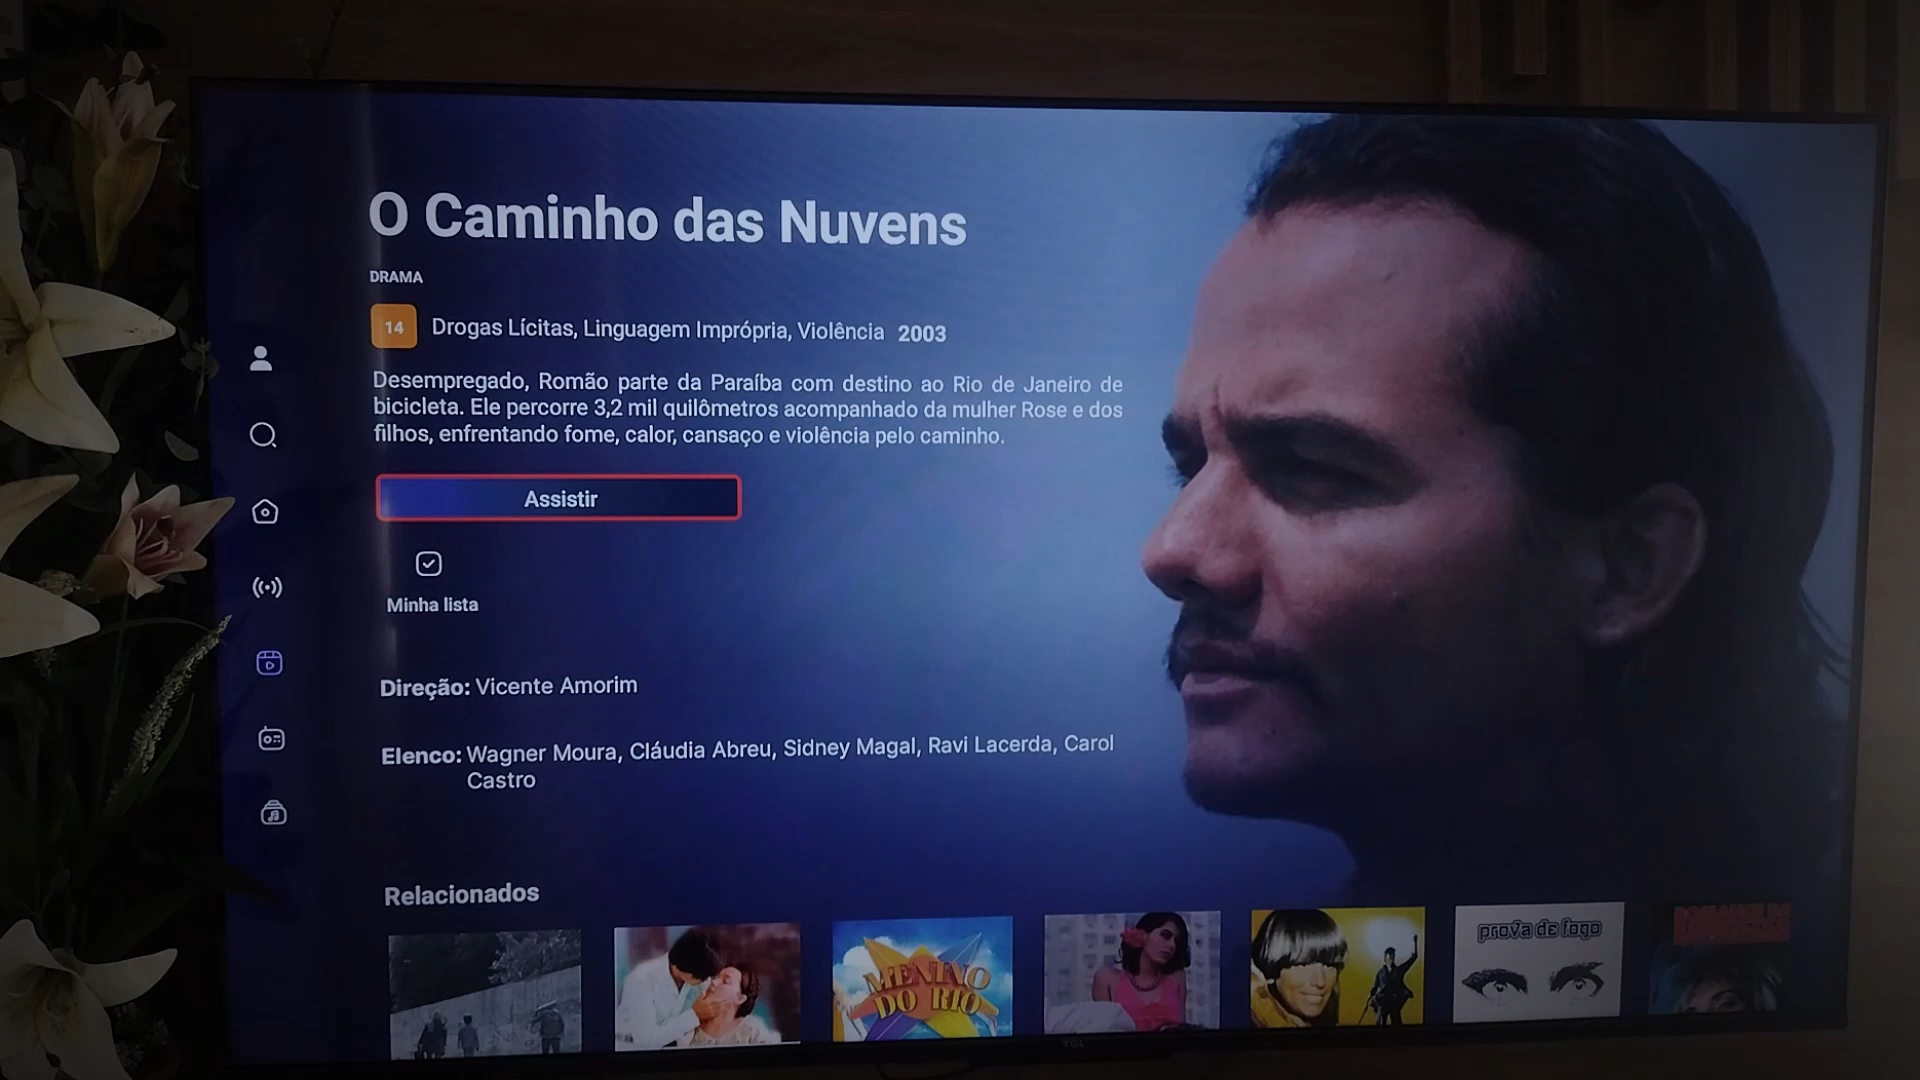 O Caminho das Nuvens
DRAMA
14 Drogas Lícitas, Linguagem Imprópria, Violência 2003
Desempregado, Romão parte da Paraíba com destino ao Rio de Janeiro de
bicicleta. Ele percorre 3,2 mil quilômetros acompanhado da mulher Rose e dos
filhos, enfrentando fome, calor, cansaço e violência pelo caminho.
Assistir
Minha lista
Direção: Vicente Amorim
Elenco: Wagner Moura, Cláudia Abreu, Sidney Magal, Ravi Lacerda, Carol
Castro
Relacionados
MENINO
DO RIO
prova de fogo
TCL